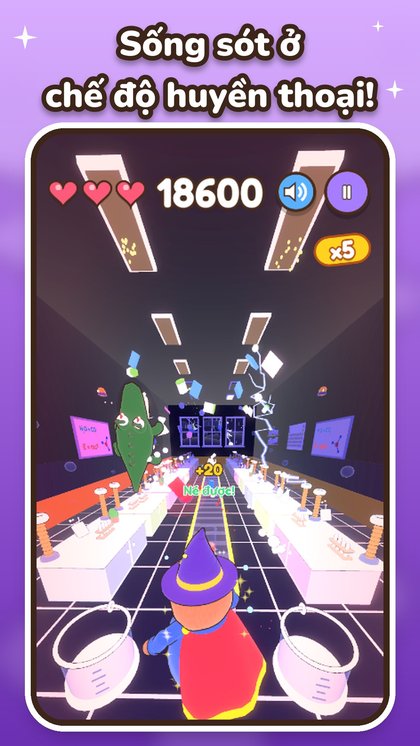 Sống sót ở
chế độ huyền thoại!
18600
x5
+20
Né được!